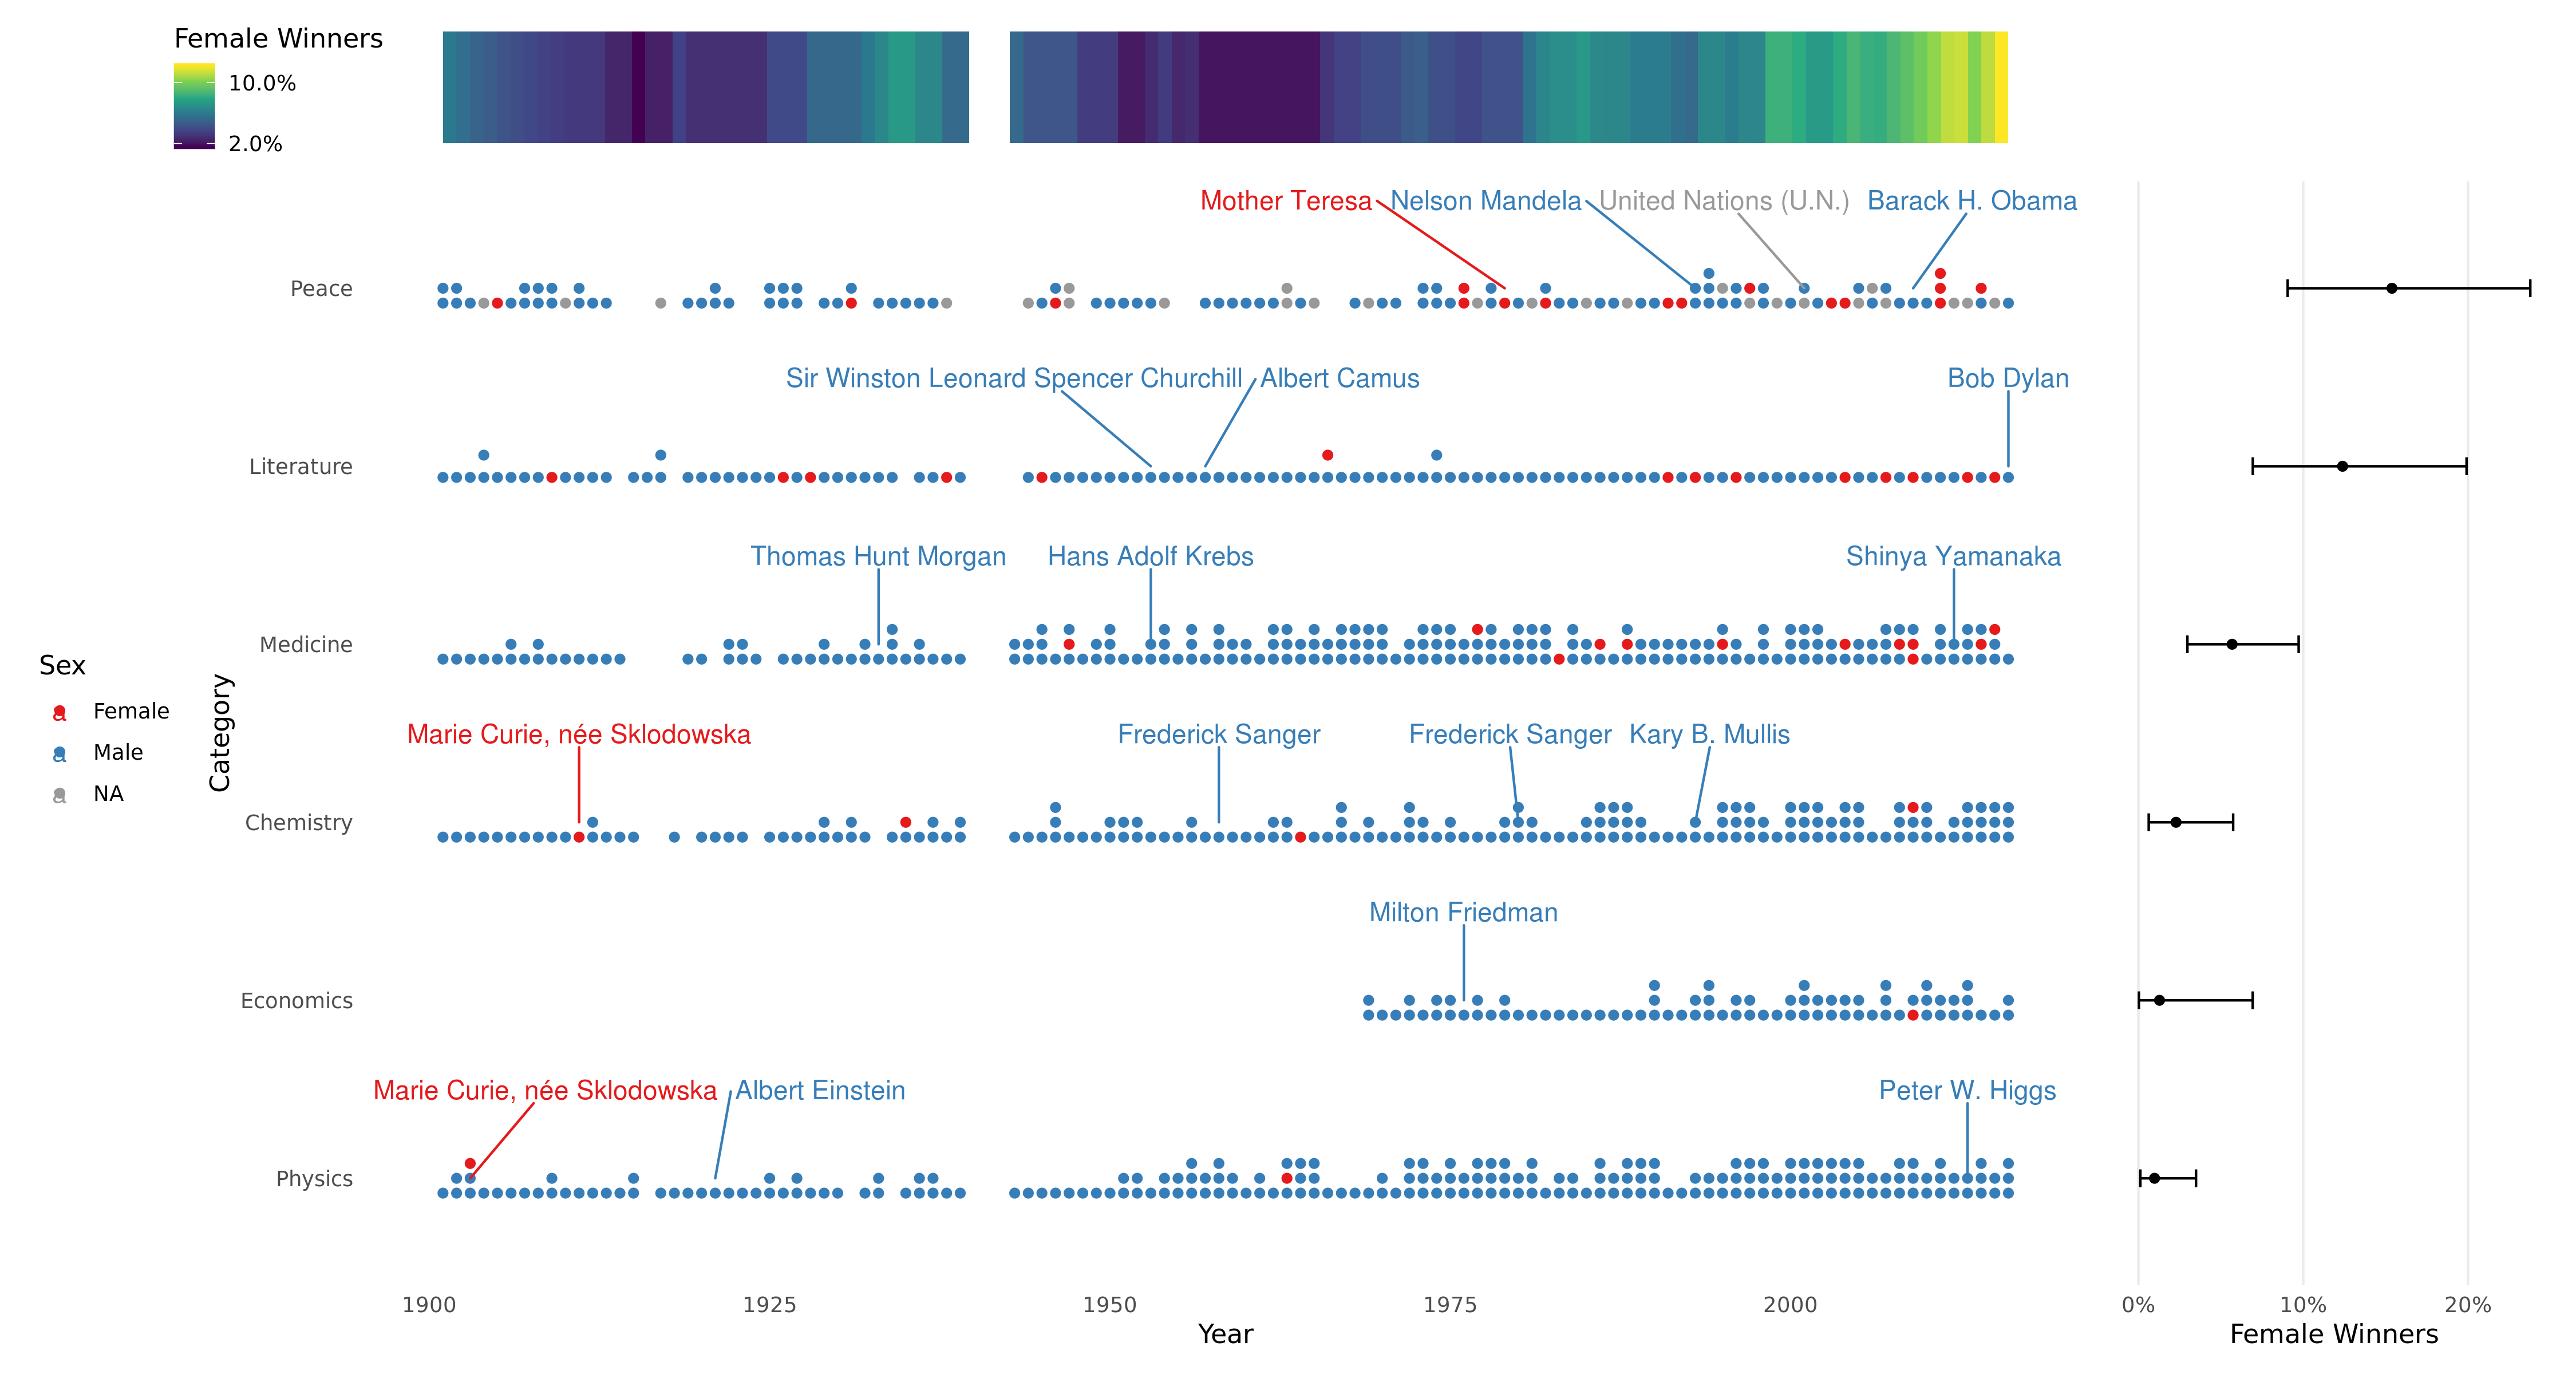 Female Winners
10.0%
2.0%
Mother Teresa
Nelson Mandela
United Nations (U.N.)
Barack H. Obama
Peace
Sir Winston Leonard Spencer Churchill
Albert Camus
Bob Dylan
Literature
Thomas Hunt Morgan
Hans Adolf Krebs
Shinya Yamanaka
Medicine
Sex
a Female
a Male
a NA
Category
Marie Curie, née Sklodowska
Frederick Sanger
Frederick Sanger
Kary B. Mullis
Chemistry
Milton Friedman
Economics
Marie Curie, née Sklodowska
Albert Einstein
Peter W. Higgs
Physics
1900
1925
1950
1975
2000
Year
0%
10%
20%
Female Winners